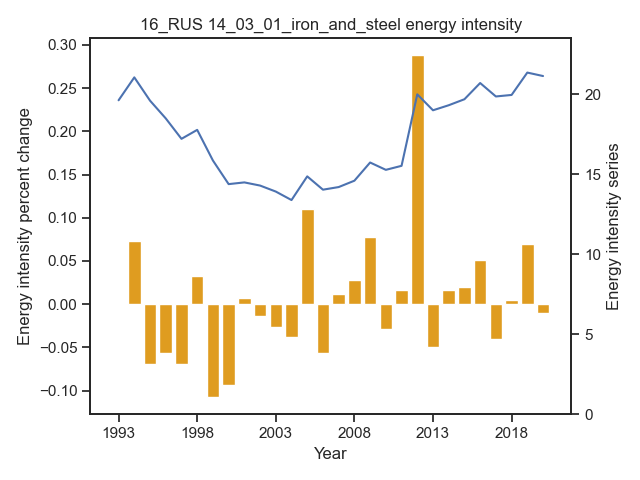 16_RUS 14_03_01_iron_and_steel energy intensity
0.30
0.25
0.20
0.15
0.10
0.05
0.00
−0.05
−0.10
Energy intensity percent change
20
15
10
5
0
Energy intensity series
1993 1998 2003 2008 2013 2018
Year